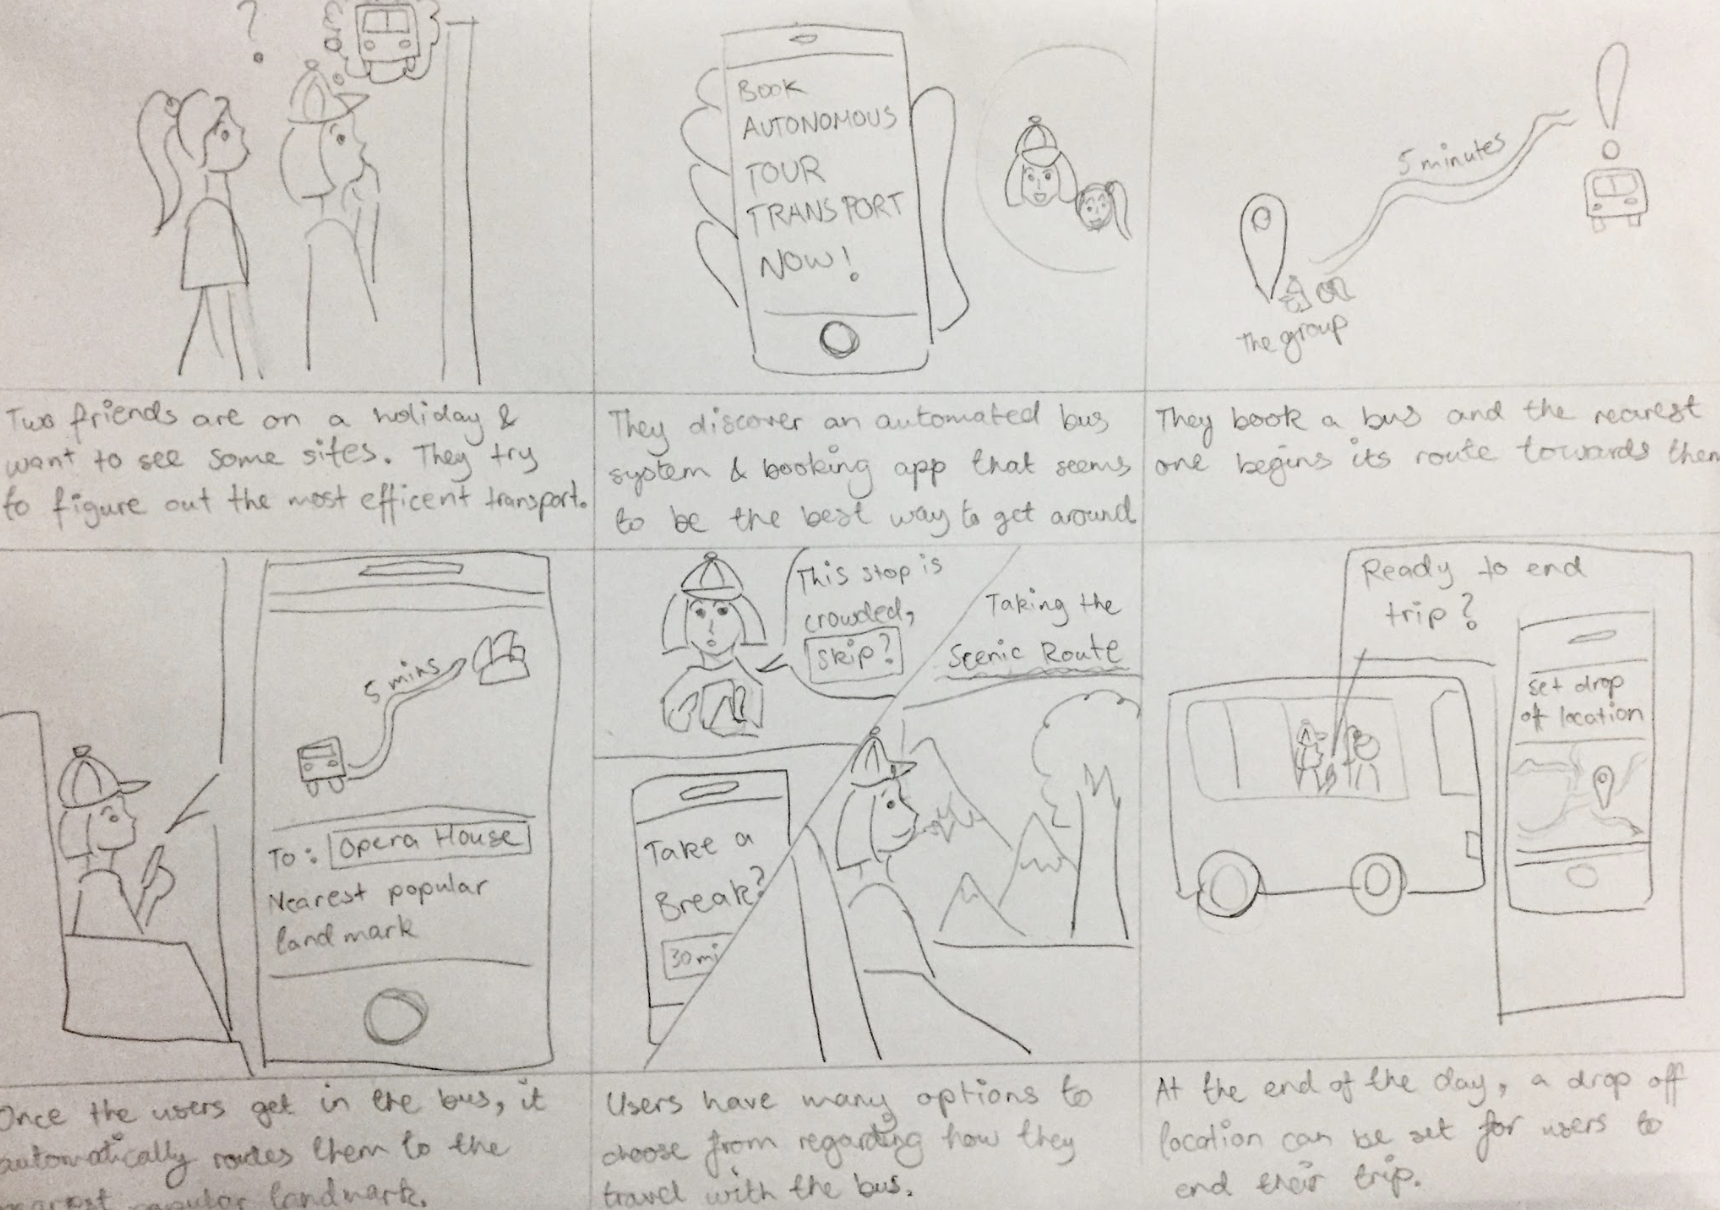 ?
BOOK
AUTONOMOUS
TOUR
TRANSPORT
NOW!
5 minutes
The group
Two friends are on a holiday &
want to see some sites. They try
to figure out the most efficent transport.
They discover an automated bus
system & booking app that seems
to be the best way to get around
They book a bus and the nearest
one begins its route towards them
5 mins
To: Opera House
Nearest popular
landmark
This stop is
crowded,
skip?
Taking the
Scenic Route
Take a
Break?
30 mi
Ready to end
trip?
set drop
off location
Once the users get in the bus, it
automatically routes them to the
nearest popular landmark.
Users have many options to
choose from regarding how they
travel with the bus.
At the end of the day, a drop off
location can be set for users to
end their trip.